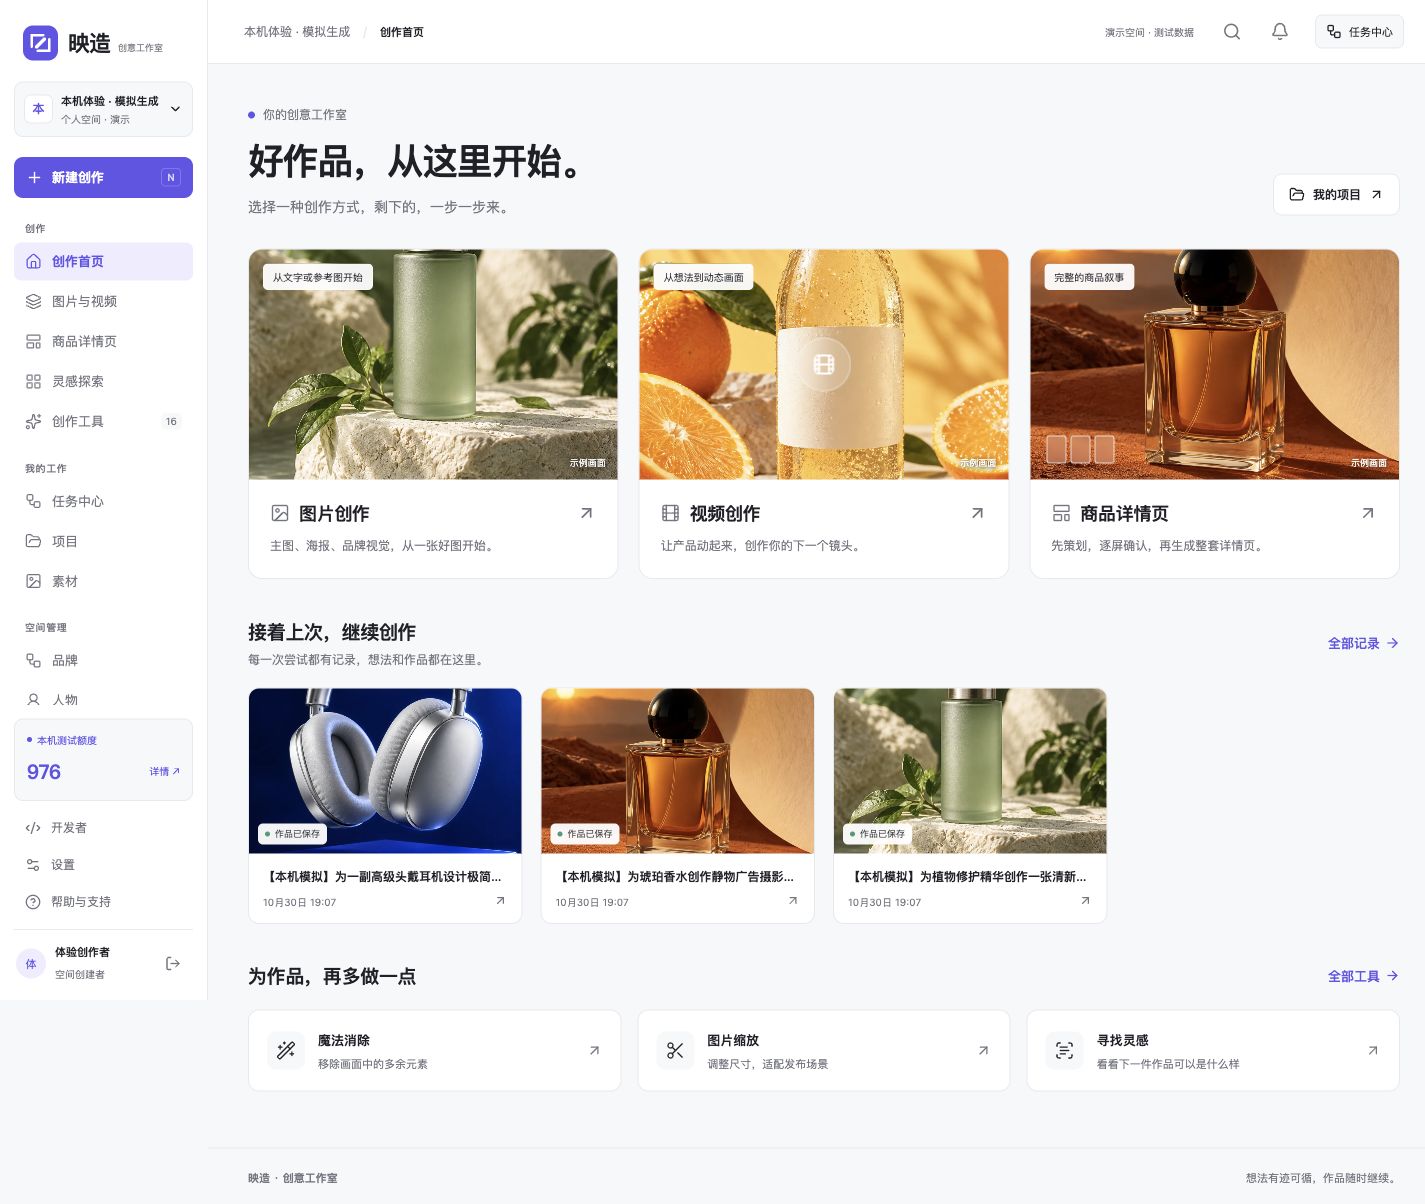 映造 创意工作室
本 本机体验 · 模拟生成
个人空间 · 演示
新建创作 N
创作
创作首页
图片与视频
商品详情页
灵感探索
创作工具 16
我的工作
任务中心
项目
素材
空间管理
品牌
人物
本机测试额度
976 详情
开发者
设置
帮助与支持
体 体验创作者
空间创建者
本机体验 · 模拟生成 / 创作首页
演示空间 · 测试数据
任务中心
你的创意工作室
好作品，从这里开始。
选择一种创作方式，剩下的，一步一步来。
我的项目
从文字或参考图开始
示例画面
图片创作
主图、海报、品牌视觉，从一张好图开始。
从想法到动态画面
示例画面
视频创作
让产品动起来，创作你的下一个镜头。
完整的商品叙事
示例画面
商品详情页
先策划，逐屏确认，再生成整套详情页。
接着上次，继续创作
每一次尝试都有记录，想法和作品都在这里。
全部记录
作品已保存
【本机模拟】为一副高级头戴耳机设计极简...
10月30日 19:07
作品已保存
【本机模拟】为琥珀香水创作静物广告摄影...
10月30日 19:07
作品已保存
【本机模拟】为植物修护精华创作一张清新...
10月30日 19:07
为作品，再多做一点
全部工具
魔法消除
移除画面中的多余元素
图片缩放
调整尺寸，适配发布场景
寻找灵感
看看下一件作品可以是什么样
映造 · 创意工作室
想法有迹可循，作品随时继续。